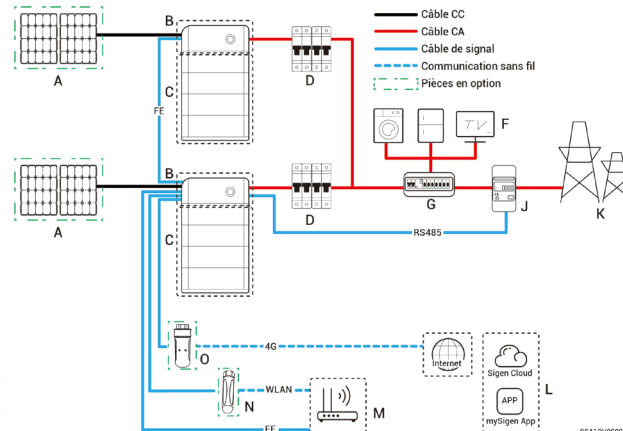 B
Câble CC
Câble CA
Câble de signal
Communication sans fil
Pièces en option
A
D
C
FE
TV
F
B
A
D
G
J
K
C
RS485
O
4G
Internet
Sigen Cloud
L
APP
mySigen App
N
WLAN
M
FE